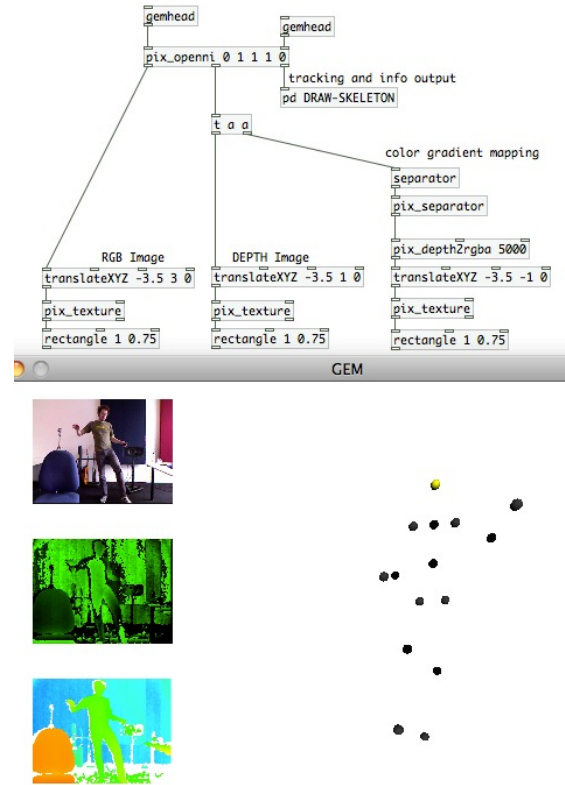 gemhead
gemhead
pix_openni 0 1 1 1 0
tracking and info output
pd DRAW-SKELETON
t a a
color gradient mapping
separator
pix_separator
pix_depth2rgba 5000
RGB Image
DEPTH Image
translateXYZ -3.5 3 0
translateXYZ -3.5 1 0
translateXYZ -3.5 -1 0
pix_texture
pix_texture
pix_texture
rectangle 1 0.75
rectangle 1 0.75
rectangle 1 0.75
GEM